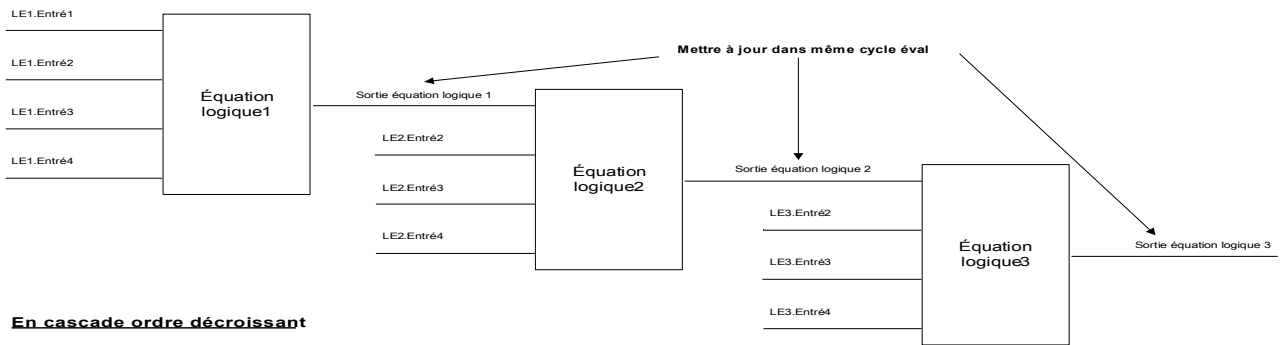 LE1.Entré1
LE1.Entré2
LE1.Entré3
LE1.Entré4
Équation
logique1
Sortie équation logique 1
Mettre à jour dans même cycle éval
LE2.Entré2
LE2.Entré3
LE2.Entré4
Équation
logique2
Sortie équation logique 2
LE3.Entré2
LE3.Entré3
LE3.Entré4
Équation
logique3
Sortie équation logique 3
En cascade ordre décroissant